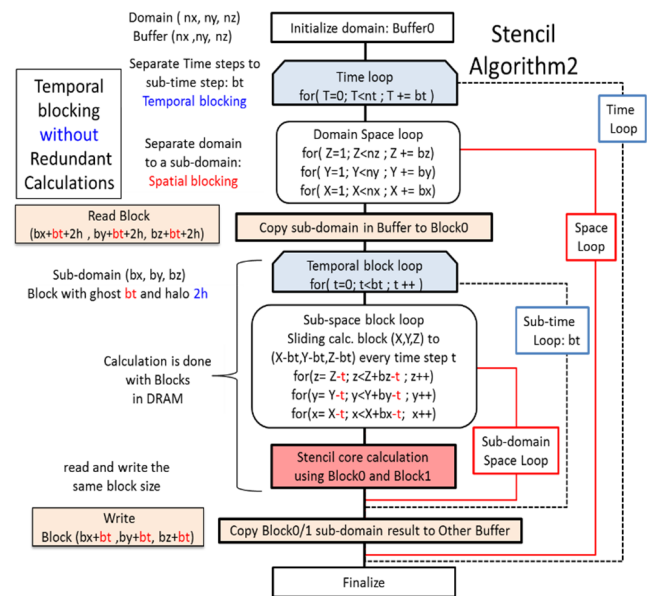 Domain ( nx, ny, nz)
Buffer (nx ,ny, nz)
Initialize domain: Buffer0
Stencil
Algorithm2
Separate Time steps to
sub-time step: bt
Temporal blocking
Time loop
for( T=0; T<nt ; T += bt )
Time
Loop
Temporal
blocking
without
Redundant
Calculations
Separate domain
to a sub-domain:
Spatial blocking
Domain Space loop
for( Z=1; Z<nz ; Z += bz)
for( Y=1; Y<ny ; Y += by)
for( X=1; X<nx ; X += bx)
Read Block
(bx+bt+2h , by+bt+2h, bz+bt+2h)
Copy sub-domain in Buffer to Block0
Space
Loop
Sub-domain (bx, by, bz)
Block with ghost bt and halo 2h
Temporal block loop
for( t=0; t<bt ; t ++ )
Sub-time
Loop: bt
Calculation is done
with Blocks
in DRAM
Sub-space block loop
Sliding calc. block (X,Y,Z) to
(X-bt,Y-bt,Z-bt) every time step t
for(z= Z-t; z<Z+bz-t ; z++)
for(y= Y-t; y<Y+by-t ; y++)
for(x= X-t; x<X+bx-t;  x++)
Sub-domain
Space Loop
Stencil core calculation
using Block0 and Block1
read and write the
same block size
Write
Block (bx+bt ,by+bt, bz+bt)
Copy Block0/1 sub-domain result to Other Buffer
Finalize